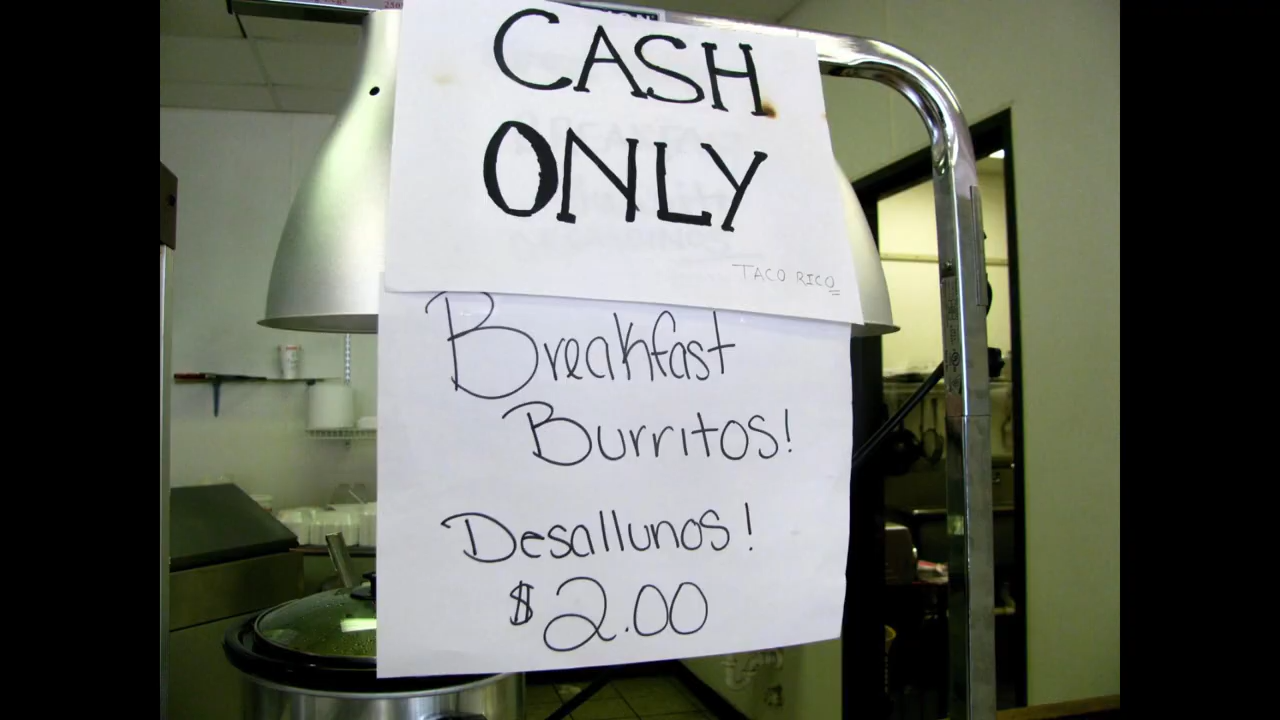 CASH
ONLY
TACO RICO
Breakfast
Burritos!
Desallunos!
$2.00